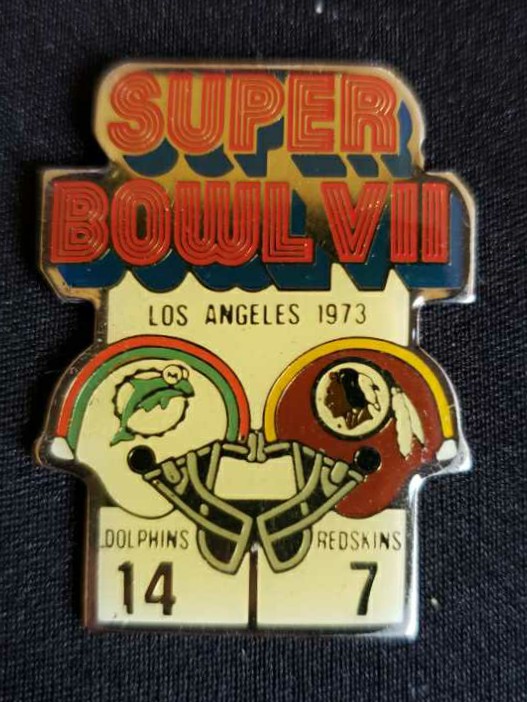 SUPER
BOWL VII
LOS ANGELES 1973
M
DOLPHINS REDSKINS
14 7